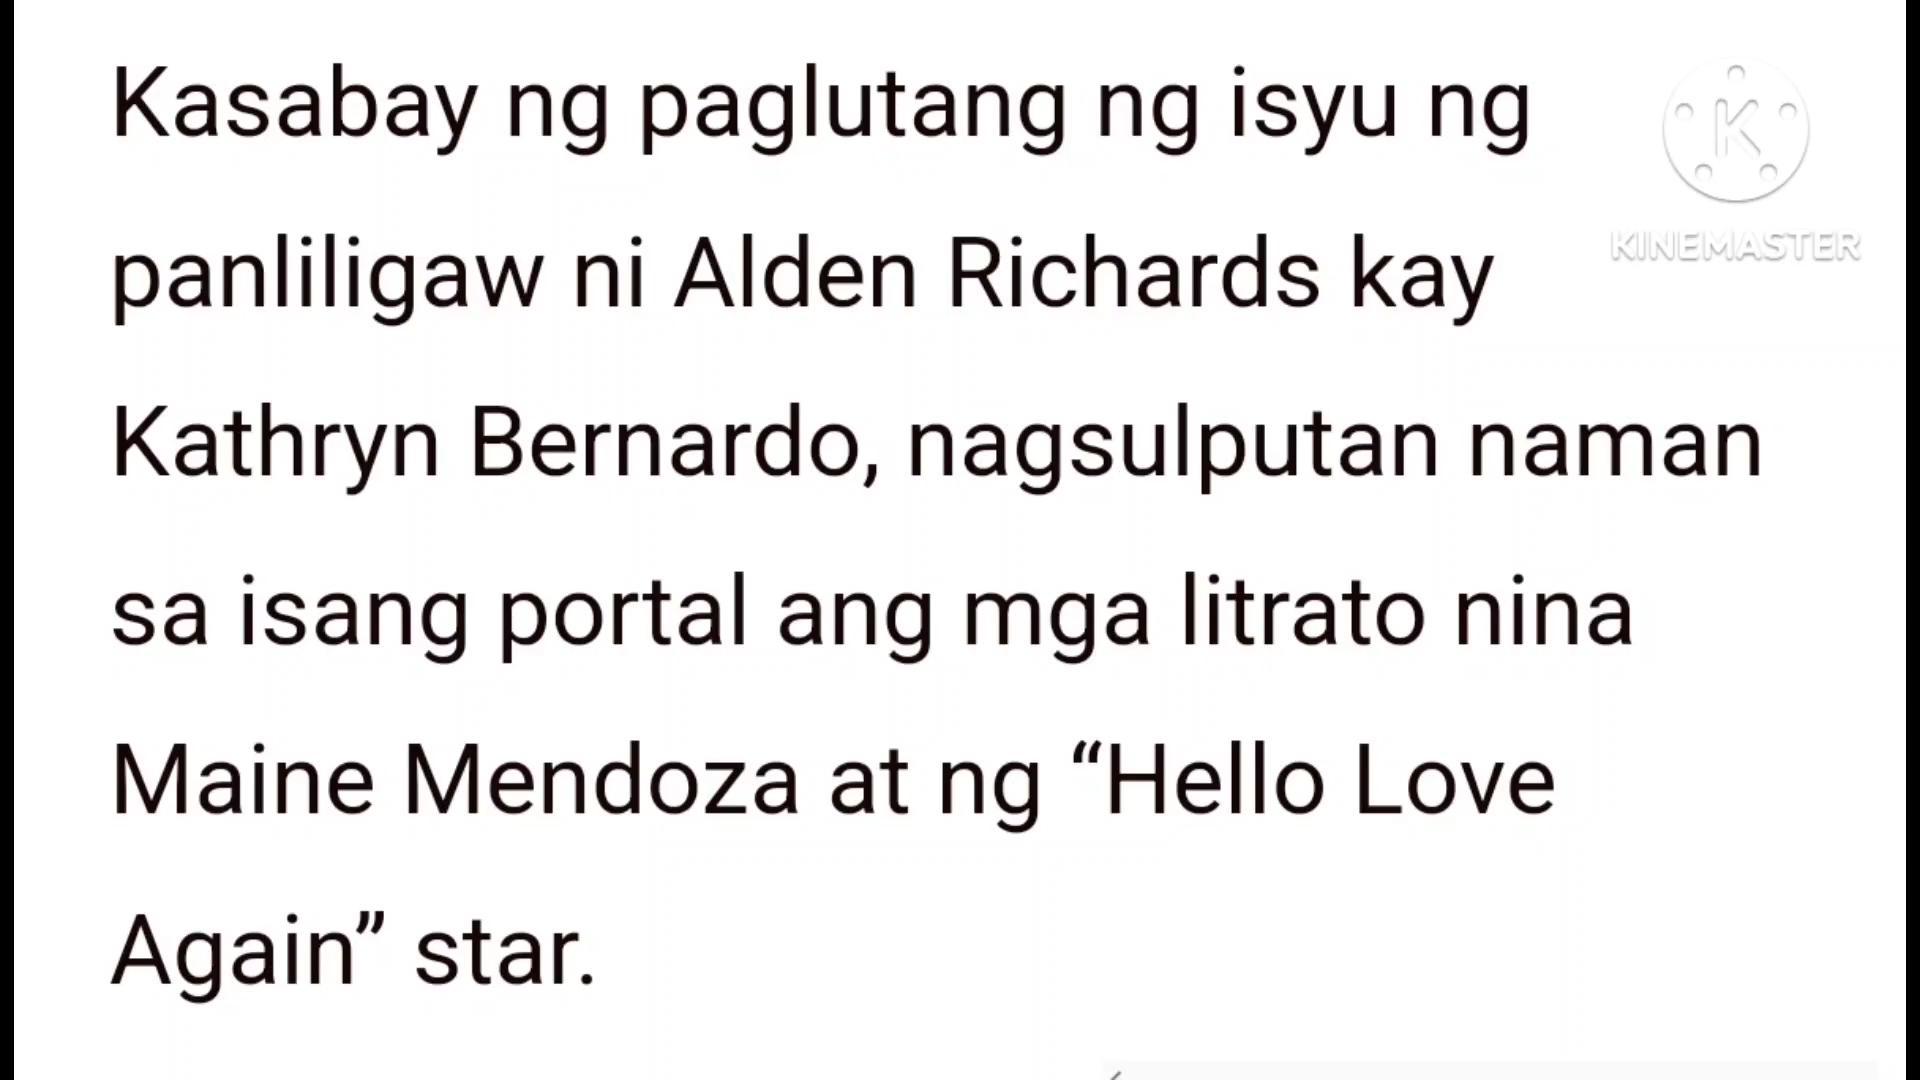 Kasabay ng paglutang ng isyu ng
panliligaw ni Alden Richards kay
Kathryn Bernardo, nagsulputan naman
sa isang portal ang mga litrato nina
Maine Mendoza at ng “Hello Love
Again” star.
K
KINEMASTER